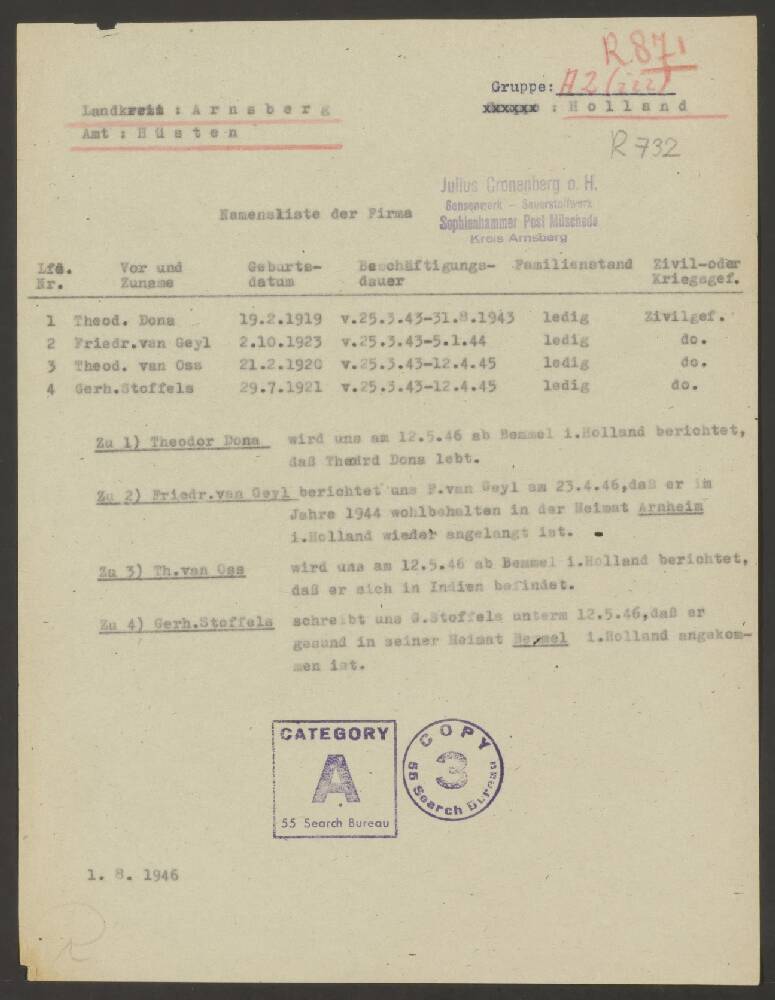 R 871
Gruppe: A2 (iii)
Landkreis : A r n s b e r g
xxxxxx : H o l l a n d
Amt : H ü s t e n
R 732
Julius Cronenberg o. H.
Sensenwerk – Sauerstoffwerk
Sophienhammer Post Müschede
Kreis Arnsberg
Namensliste der Firma
Lfd. Vor und Geburts- Beschäftigungs- Familienstand Zivil-oder
Nr. Zuname datum dauer Kriegsgef.
1 Theod. Dona 19.2.1919 v.25.3.43-31.8.1943 ledig Zivilgef.
2 Friedr.van Geyl 2.10.1923 v.25.3.43-5.1.44 ledig do.
3 Theod. van Oss 21.2.1920 v.25.3.43-12.4.45 ledig do.
4 Gerh.Stoffels 29.7.1921 v.25.3.43-12.4.45 ledig do.
Zu 1) Theodor Dona wird uns am 12.5.46 ab Bemmel i.Holland berichtet,
daß Dona lebt.
Zu 2) Friedr.van Geyl berichtet uns F.van Geyl am 23.4.46,daß er im
Jahre 1944 wohlbehalten in der Heimat Arnheim
i.Holland wieder angelangt ist.
Zu 3) Th.van Oss wird uns am 12.5.46 ab Bemmel i.Holland berichtet,
daß er sich in Indien befindet.
Zu 4) Gerh.Stoffels schreibt uns G.Stoffels unterm 12.5.46,daß er
gesund in seiner Heimat Bemmel i.Holland angekom-
men ist.
CATEGORY
A
55 Search Bureau
COPY
3
55 Search Bureau
1. 8. 1946